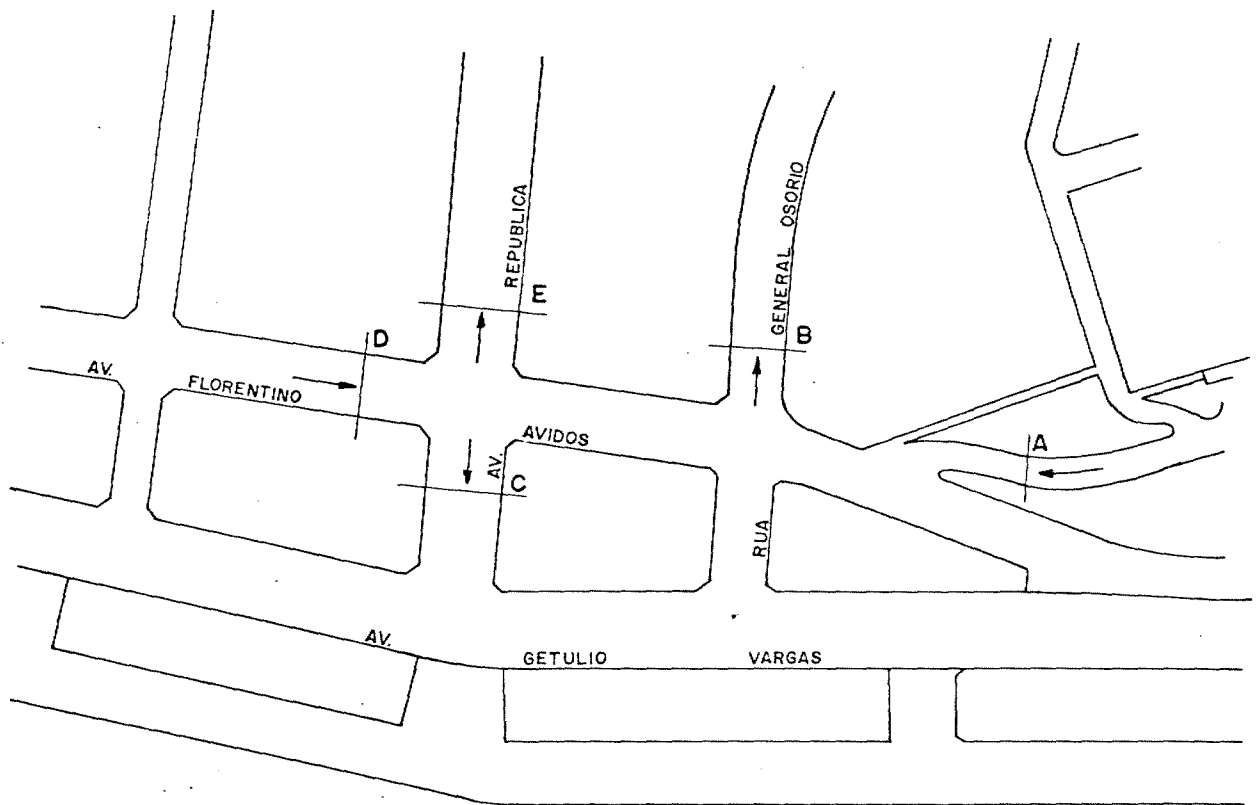 REPUBLICA
E
GENERAL OSORIO
B
D
AV.
FLORENTINO
AVIDOS
A
AV.
C
RUA
AV.
GETULIO VARGAS